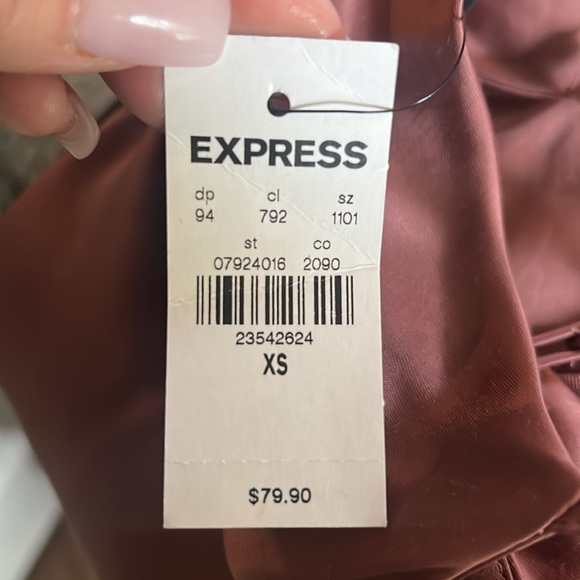 EXPRESS
dp cl sz
94 792 1101
st co
07924016 2090
23542624
XS
$79.90